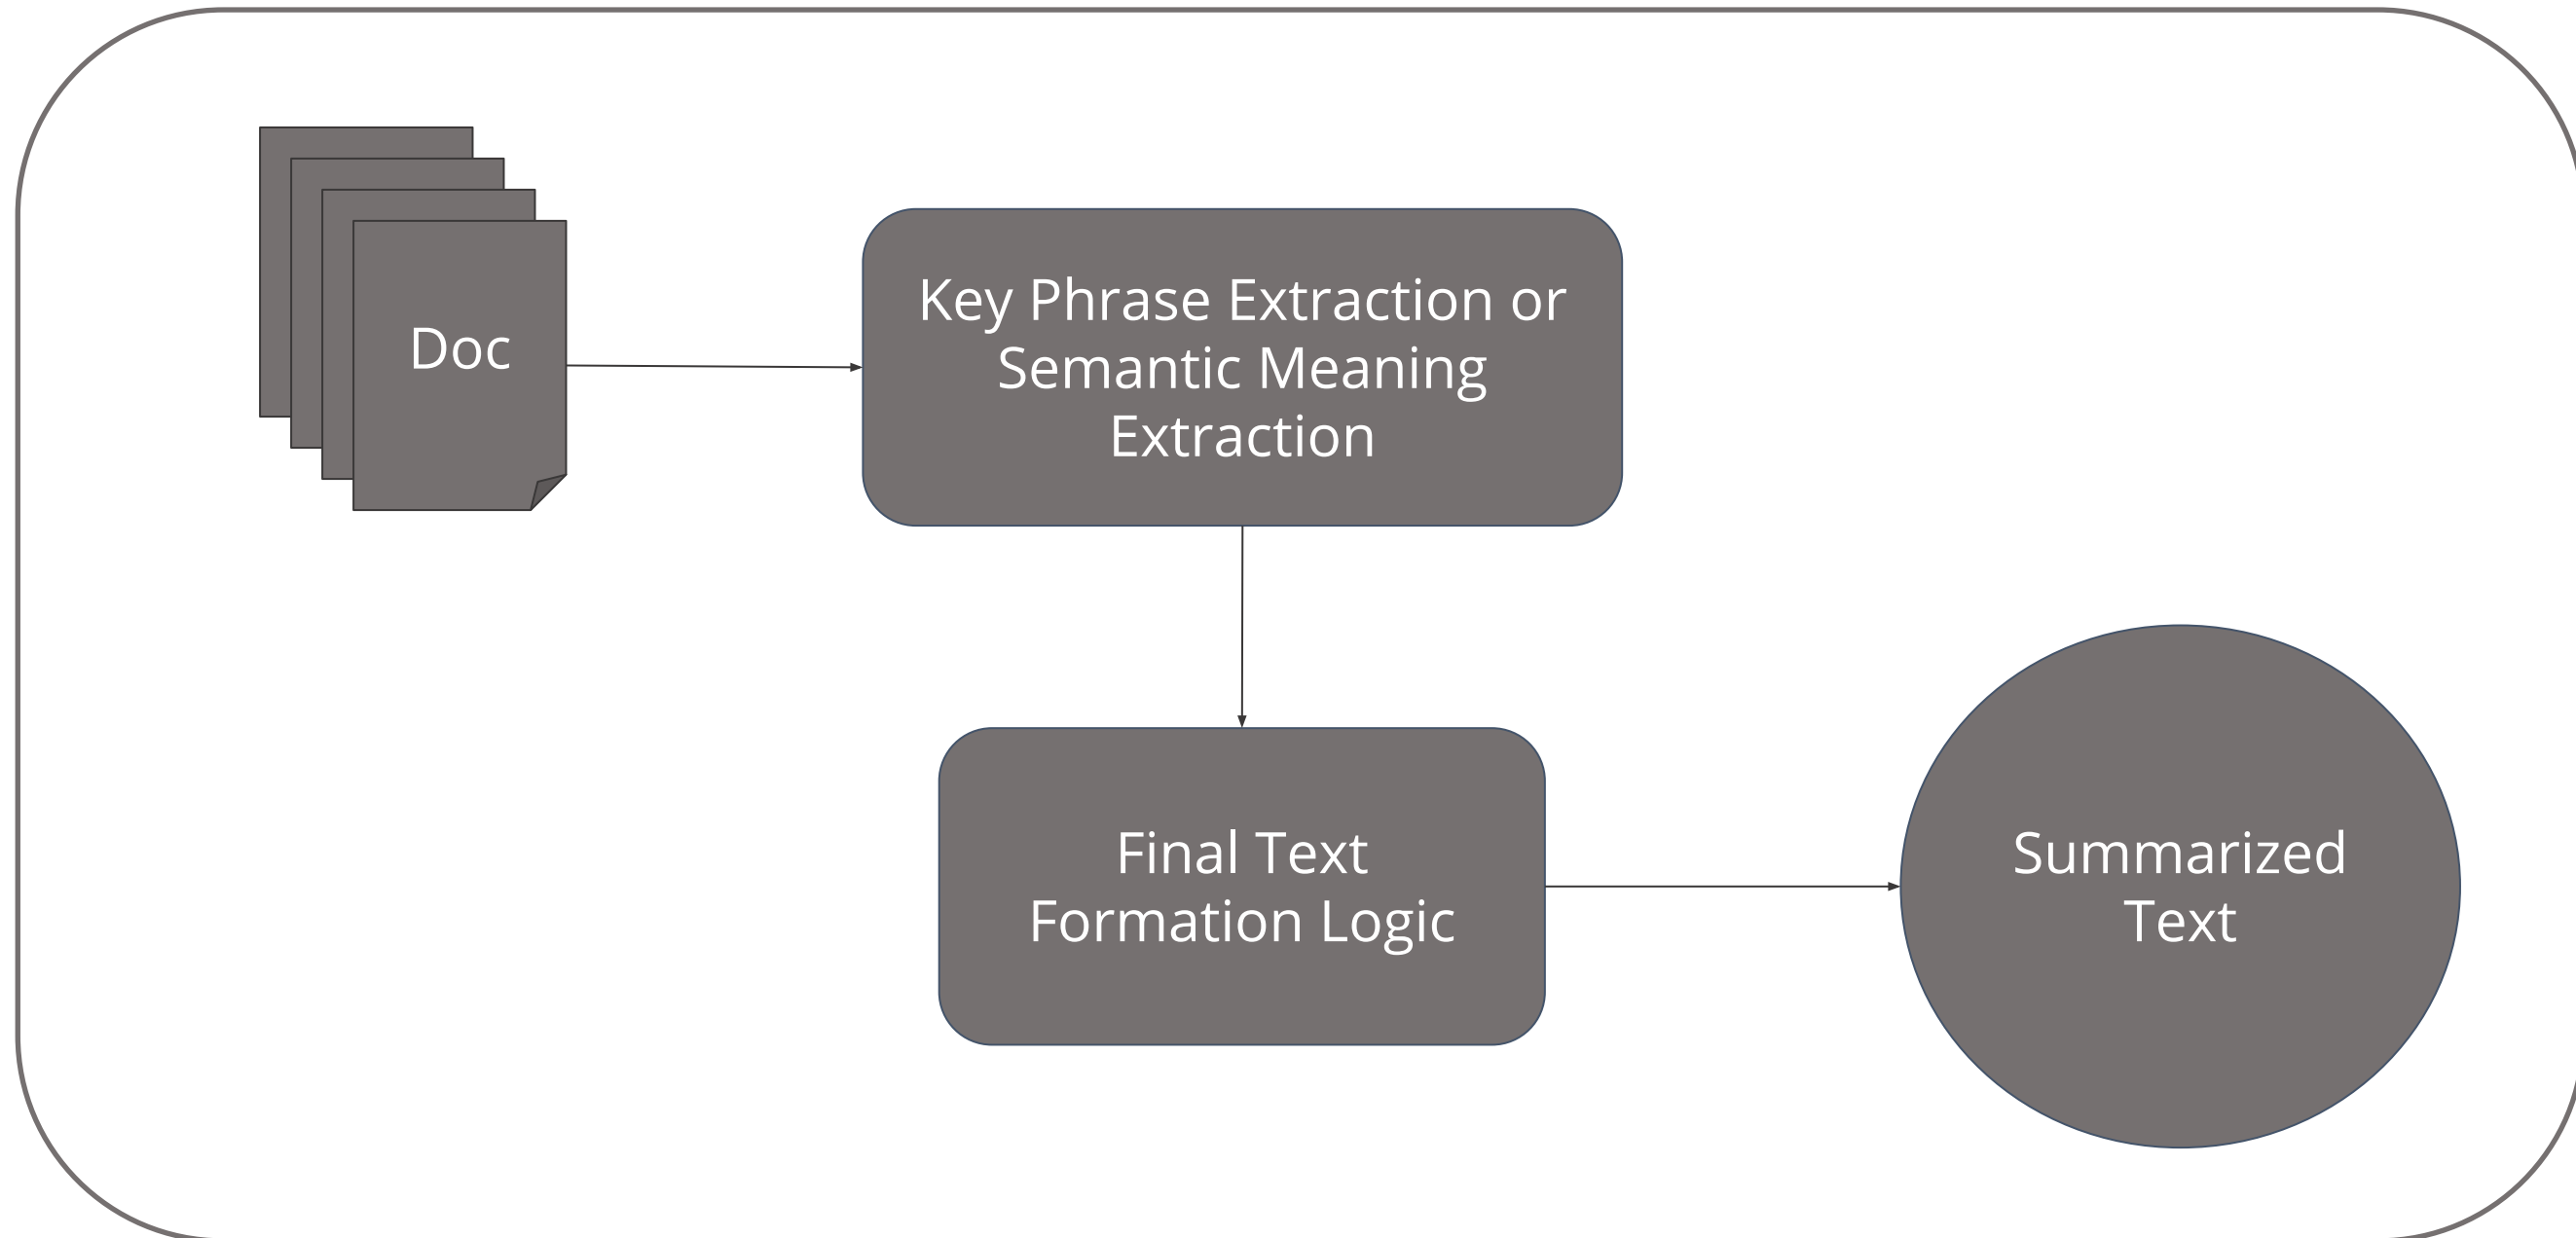 Doc
Key Phrase Extraction or
Semantic Meaning
Extraction
Final Text
Formation Logic
Summarized
Text